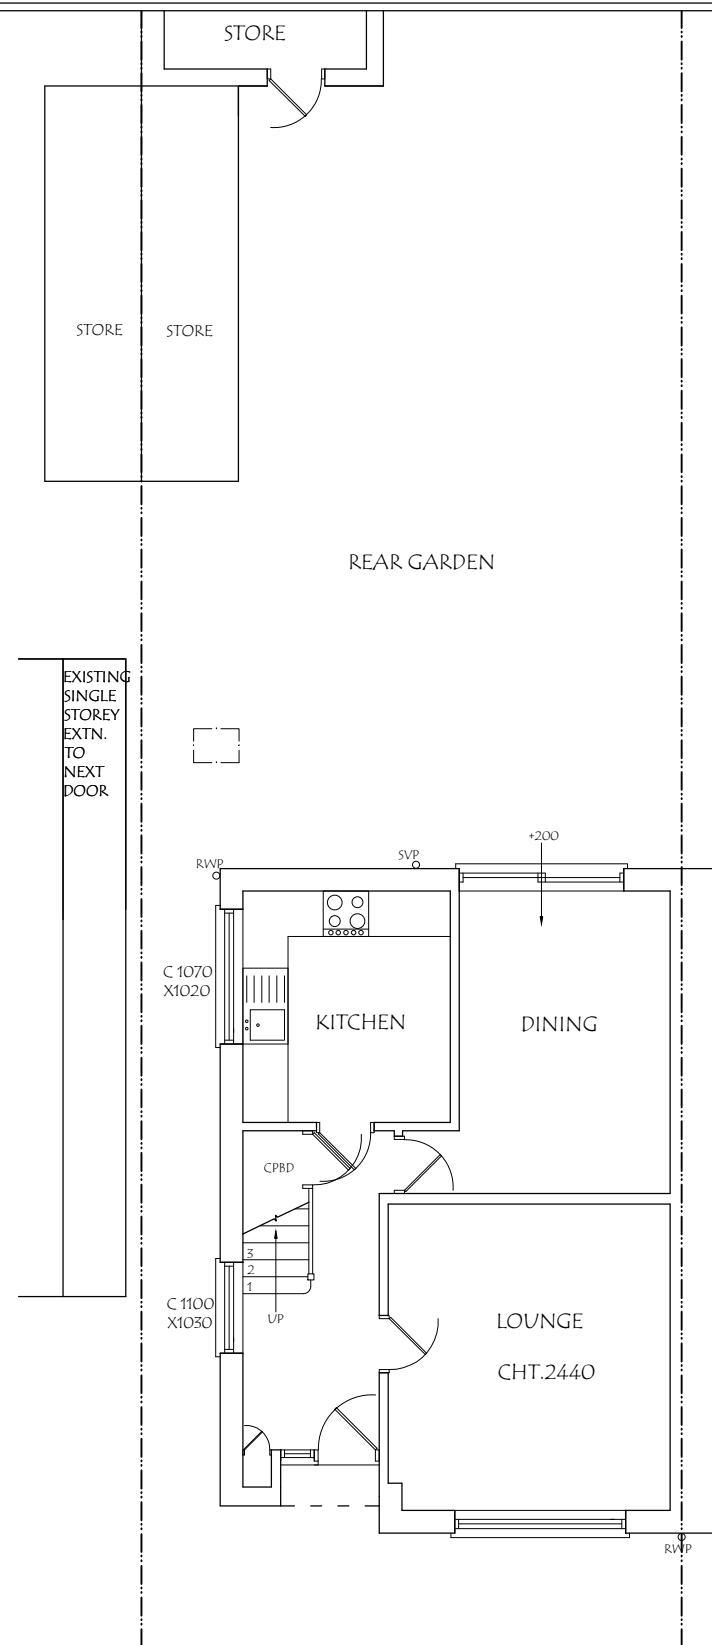 STORE
STORE
STORE
REAR GARDEN
EXISTING
SINGLE
STOREY
EXTN.
TO
NEXT
DOOR
+200
SVP
RWP
C 1070
X1020
KITCHEN
DINING
CPBD
3
2
1
UP
C 1100
X1030
LOUNGE
CHT.2440
RWP